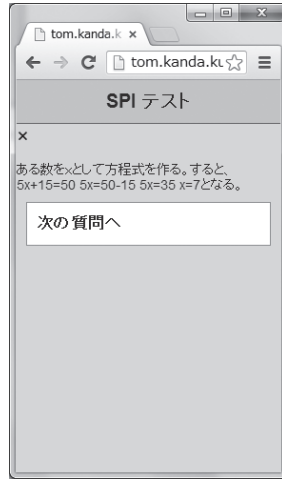 tom.kanda.k
tom.kanda.ku
SPI テスト
×
ある数を×として方程式を作る。すると、
5x+15=50 5x=50-15 5x=35 x=7となる。
次の質問へ